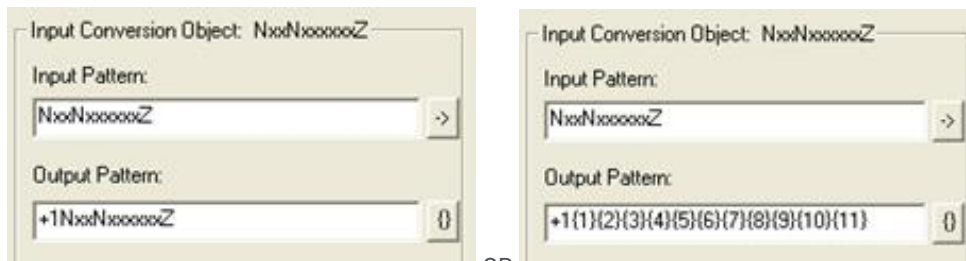 Input Conversion Object: NxxNxxxxxxZ
Input Pattern:
NxxNxxxxxxZ
->
Output Pattern:
+1NxxNxxxxxxZ
{}
OR
Input Conversion Object: NxxNxxxxxxZ
Input Pattern:
NxxNxxxxxxZ
->
Output Pattern:
+1{1}{2}{3}{4}{5}{6}{7}{8}{9}{10}{11}
{}